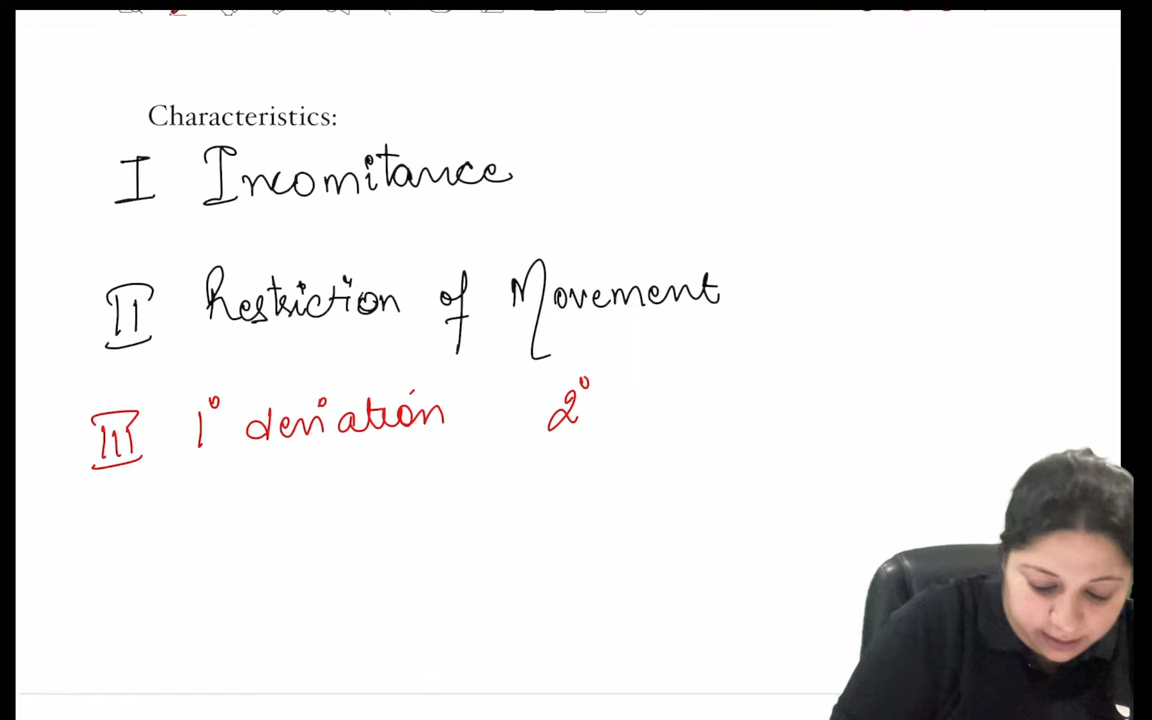 Characteristics:
I Incomitance
II Restriction of Movement
III 1° deviation 2°